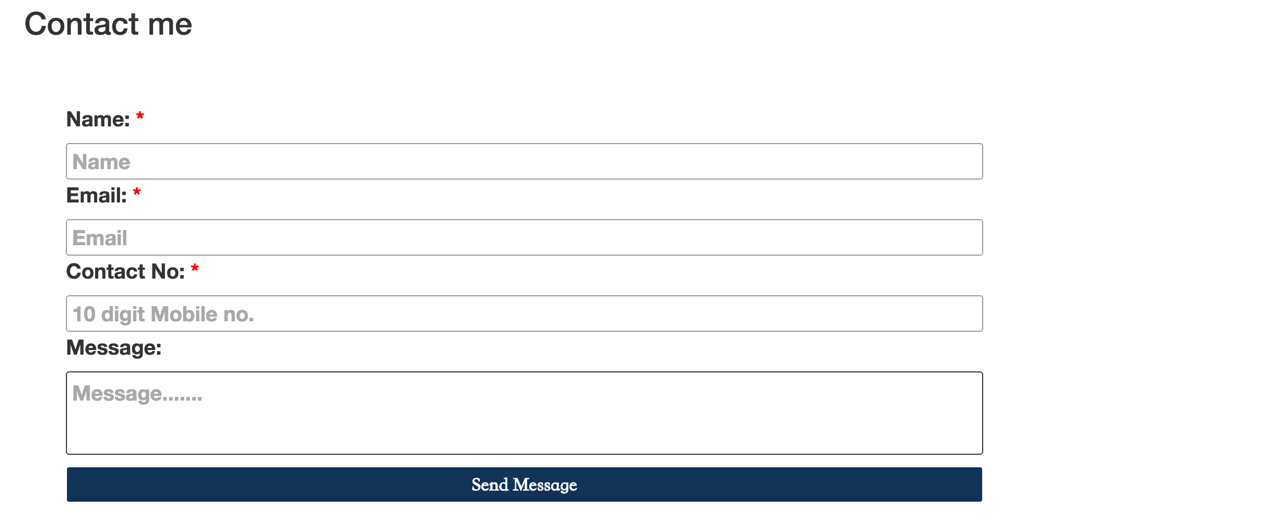 Contact me
Name: *
Name
Email: *
Email
Contact No: *
10 digit Mobile no.
Message:
Message.......
Send Message